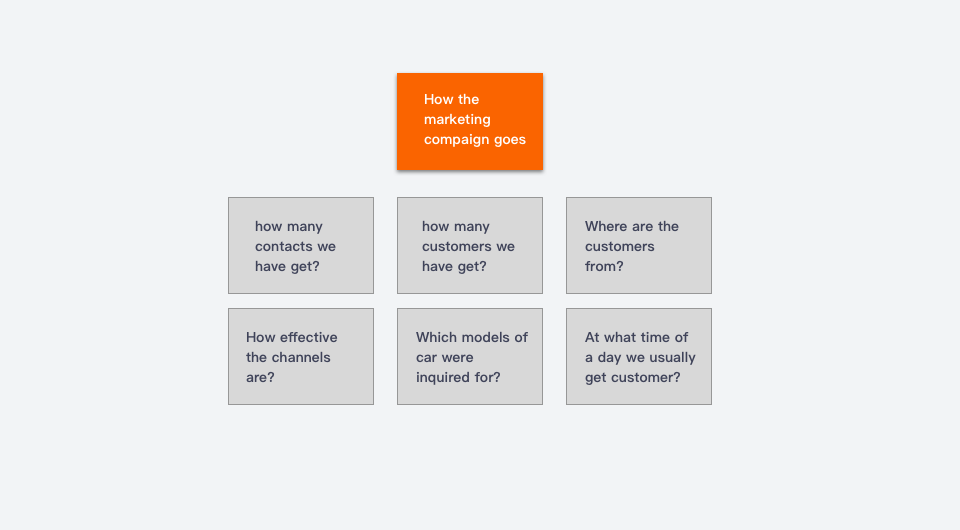 How the
marketing
compaign goes
how many
contacts we
have get?
how many
customers we
have get?
Where are the
customers
from?
How effective
the channels
are?
Which models of
car were
inquired for?
At what time of
a day we usually
get customer?